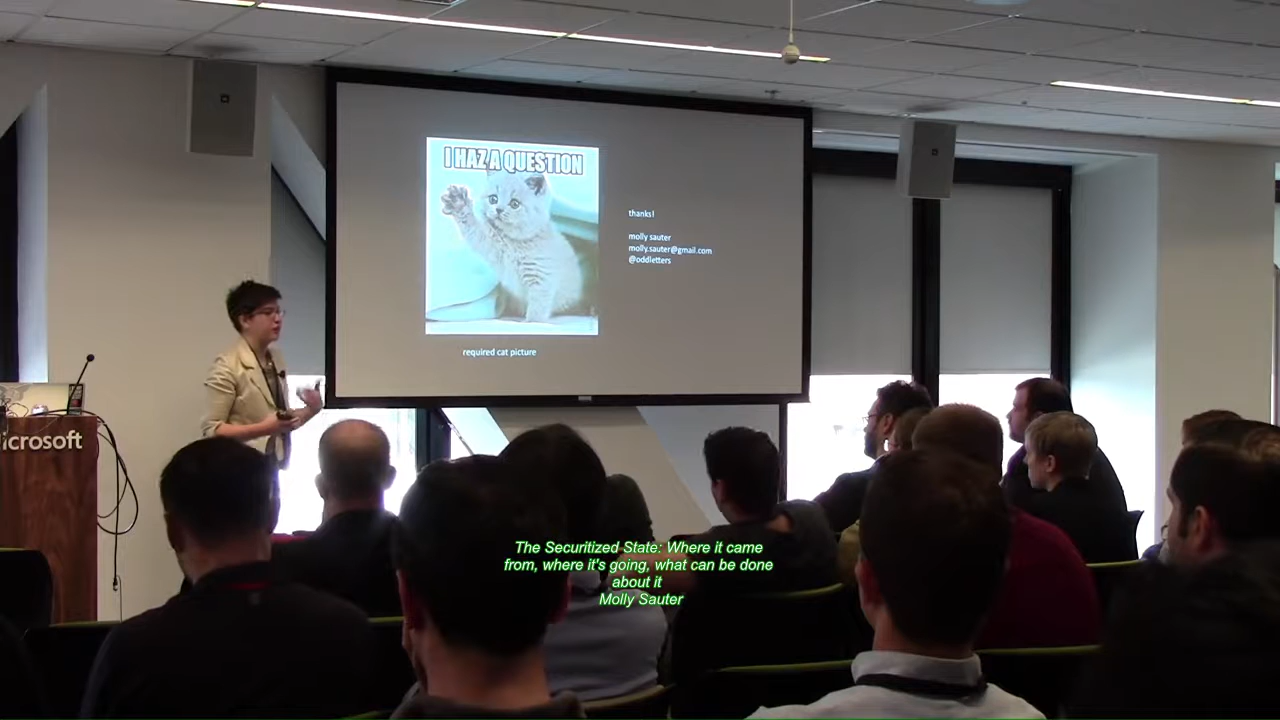 I HAZ A QUESTION
thanks!
molly sauter
molly.sauter@gmail.com
@oddletters
required cat picture
icrosoft
The Securitized State: Where it came
from, where it's going, what can be done
about it
Molly Sauter